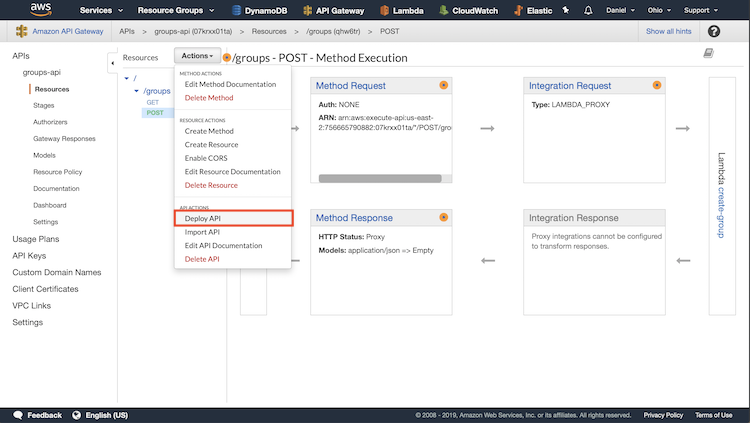 aws
Services
Resource Groups
DynamoDB
API Gateway
Lambda
CloudWatch
Elastic
Daniel
Ohio
Support
Amazon API Gateway
APIs > groups-api (07krxx01ta) > Resources > /groups (qhw6tr) > POST
Show all hints
?
APIs
groups-api
Resources
Stages
Authorizers
Gateway Responses
Models
Resource Policy
Documentation
Dashboard
Settings
Usage Plans
API Keys
Custom Domain Names
Client Certificates
VPC Links
Settings
Resources
Actions
/
/groups
GET
POST
METHOD ACTIONS
Edit Method Documentation
Delete Method
RESOURCE ACTIONS
Create Method
Create Resource
Enable CORS
Edit Resource Documentation
Delete Resource
API ACTIONS
Deploy API
Import API
Edit API Documentation
Delete API
/groups - POST - Method Execution
Method Request
Auth: NONE
ARN: arn:aws:execute-api:us-east-
2:756665790882:07krxx01ta/*/POST/gro
Integration Request
Type: LAMBDA_PROXY
Method Response
HTTP Status: Proxy
Models: application/json => Empty
Integration Response
Proxy integrations cannot be configured
to transform responses.
Lambda create-group
Feedback
English (US)
© 2008 - 2019, Amazon Web Services, Inc. or its affiliates. All rights reserved.
Privacy Policy
Terms of Use